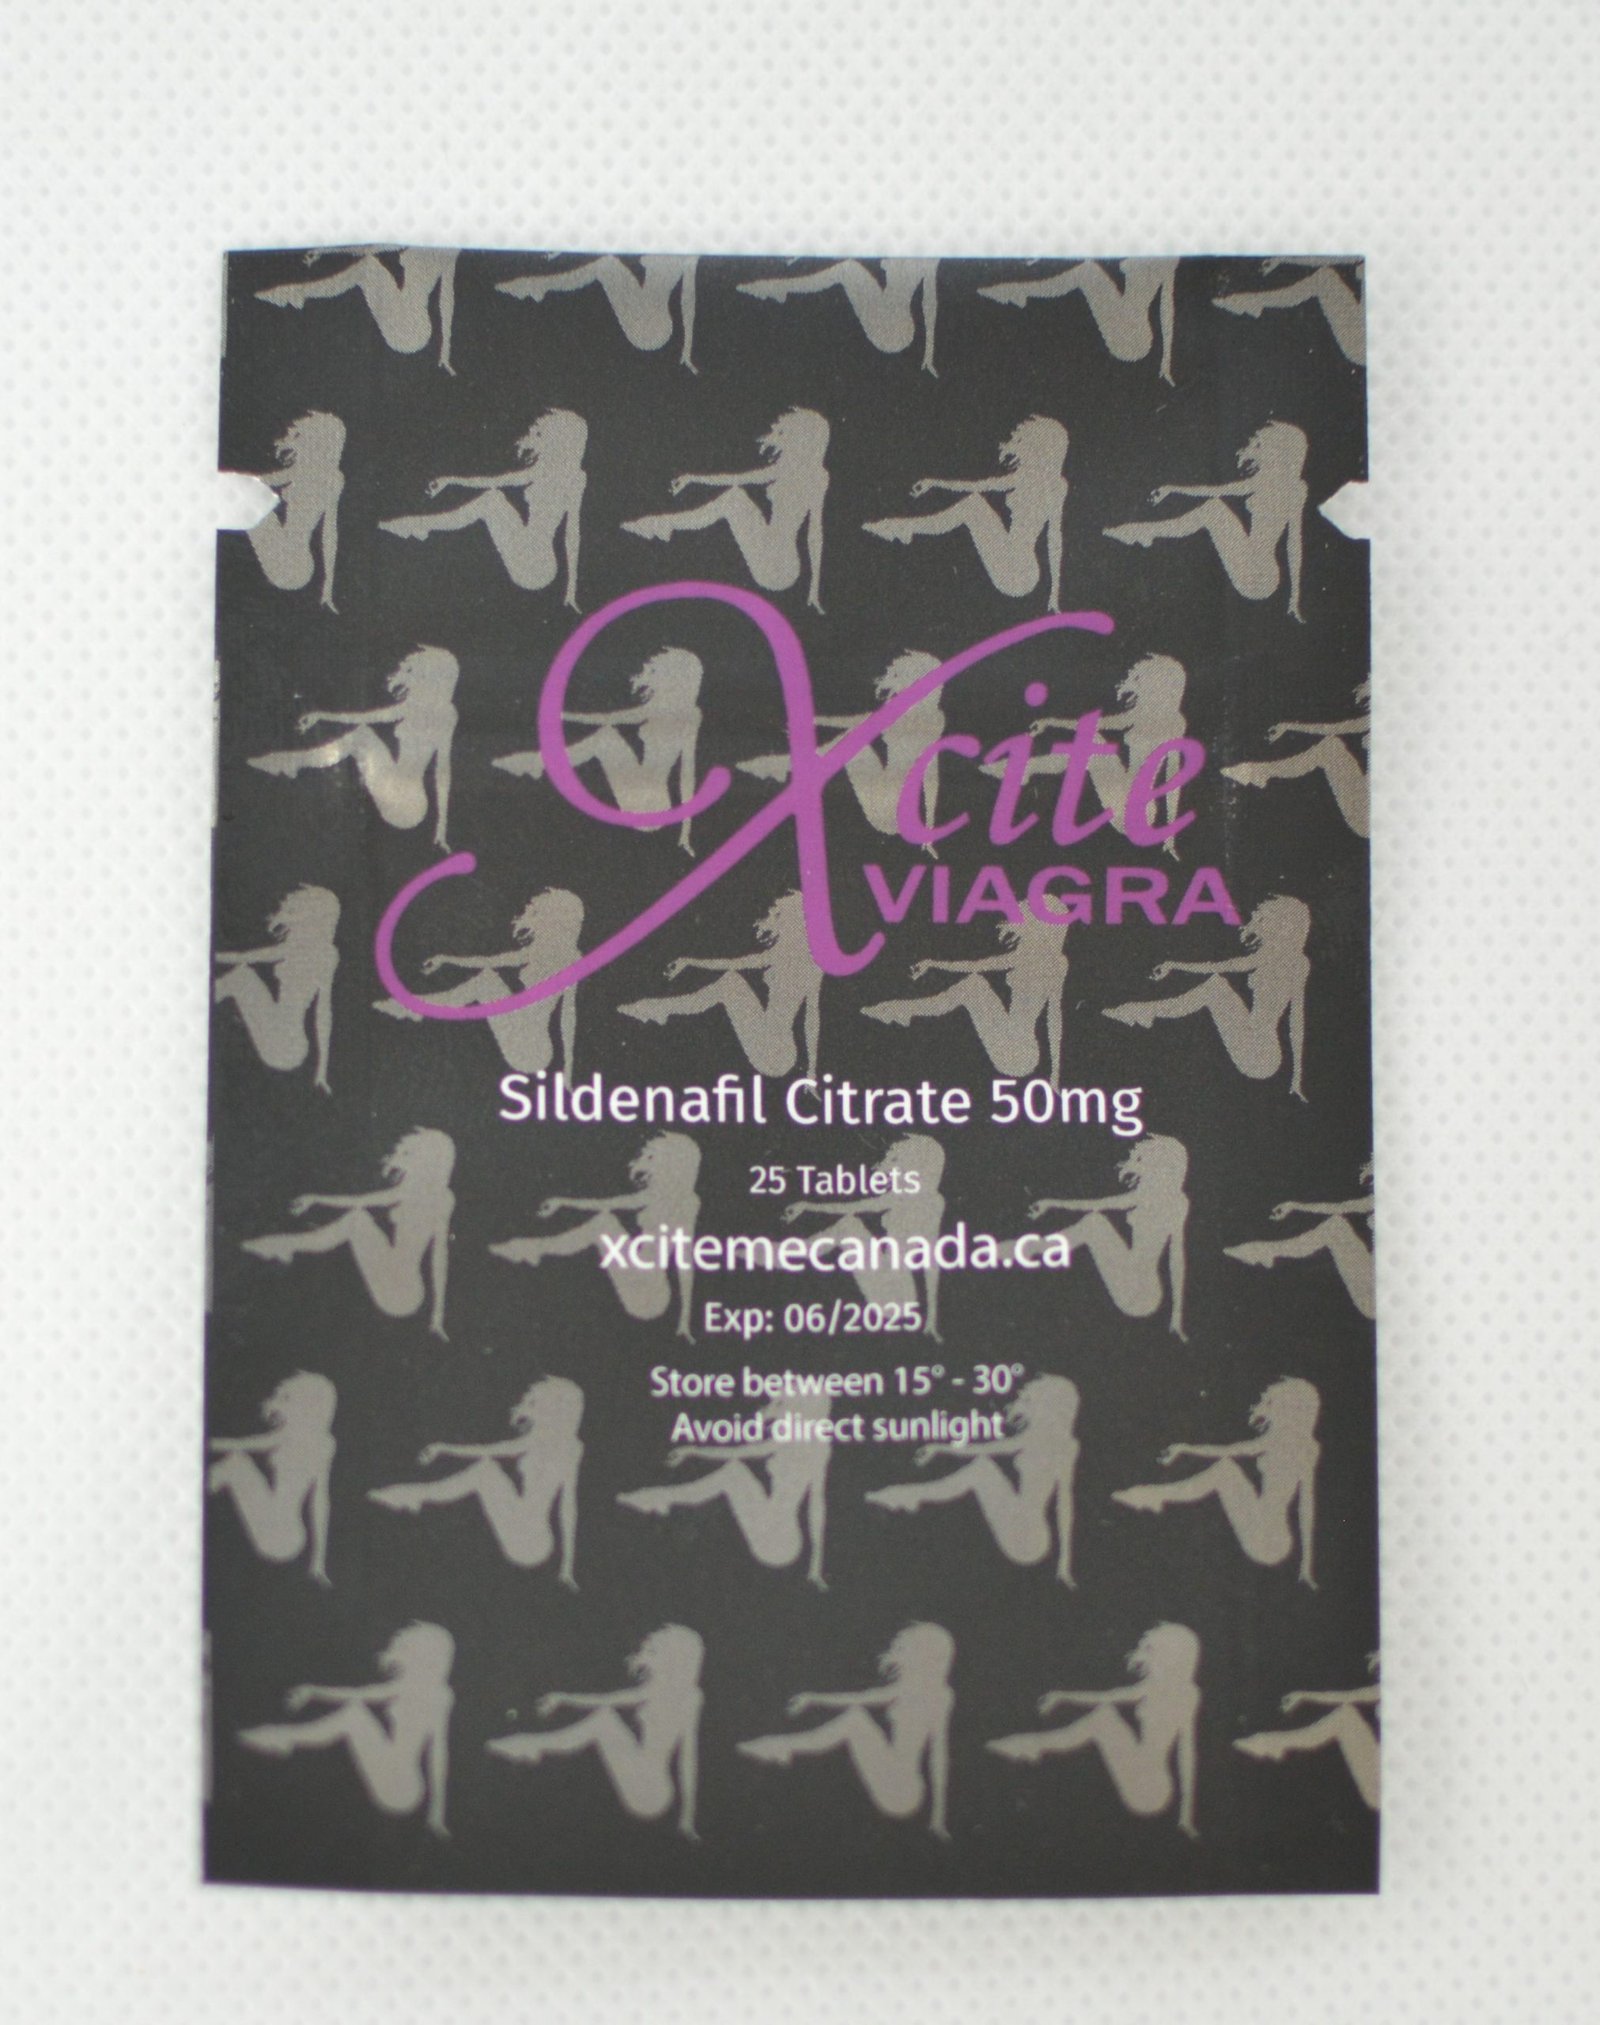 Xcite
VIAGRA
Sildenafil Citrate 50mg
25 Tablets
xcitemecanada.ca
Exp: 06/2025
Store between 15° - 30°
Avoid direct sunlight